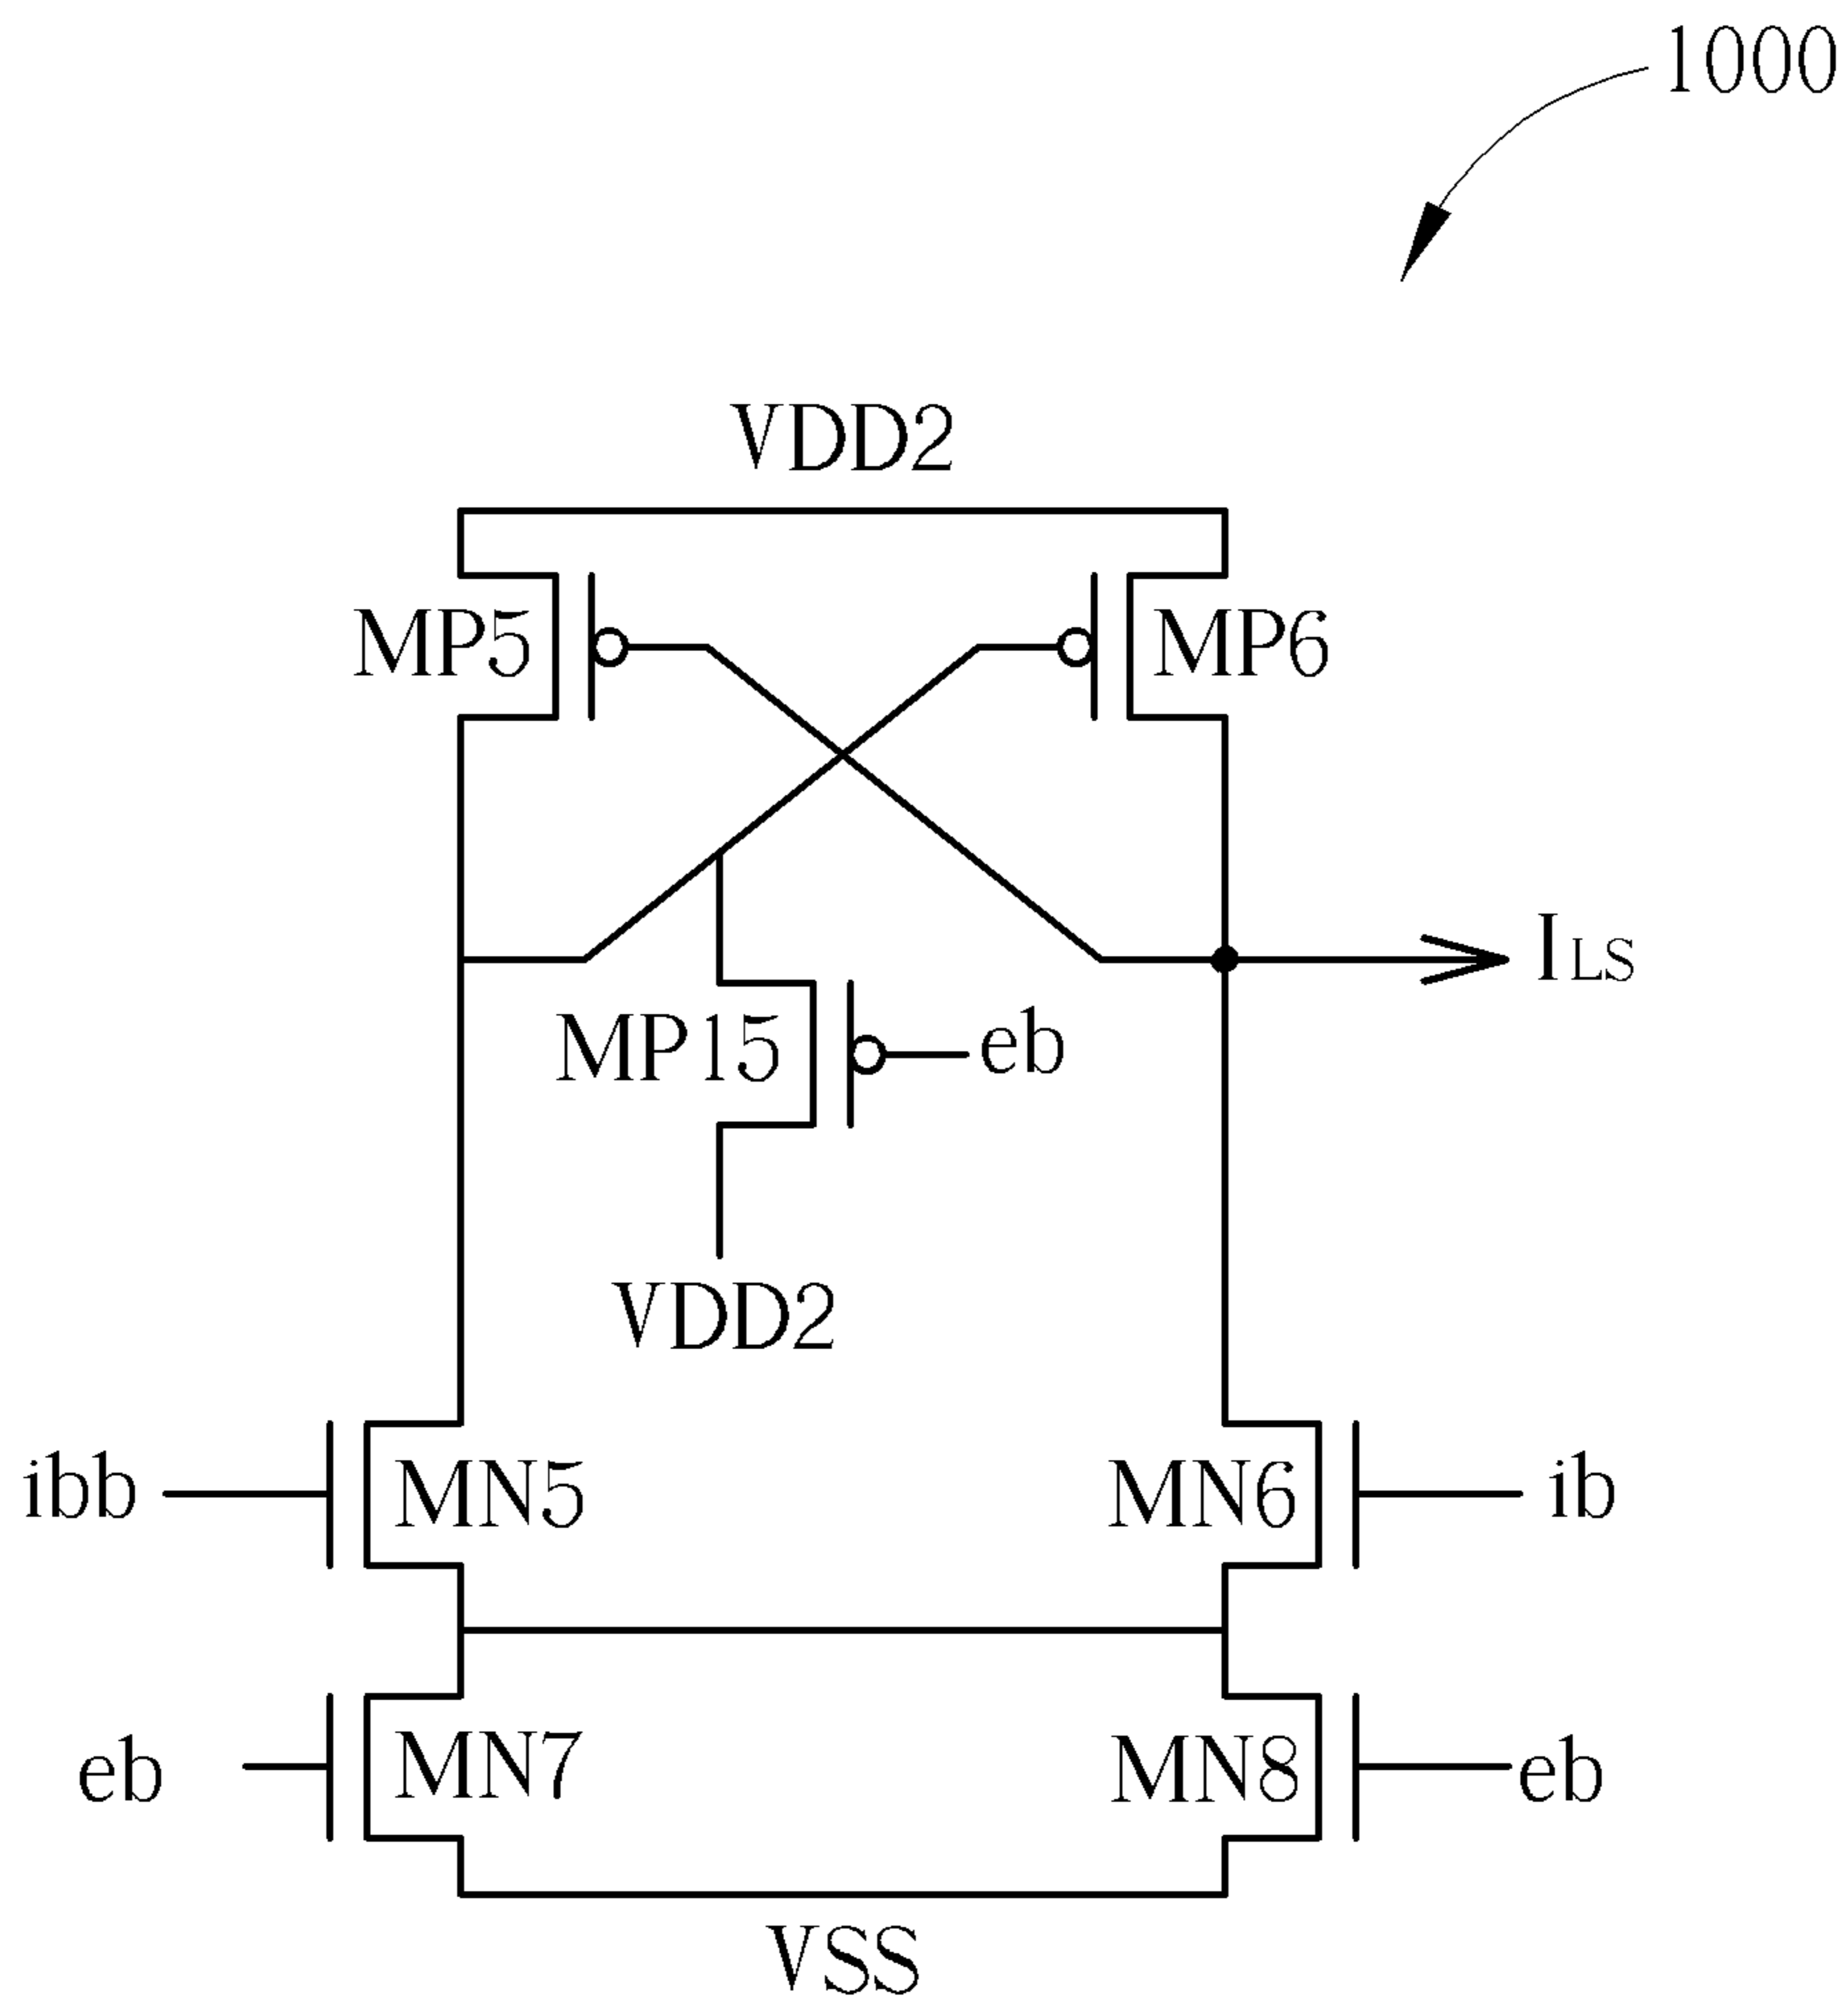 1000
VDD2
MP5
MP6
ILS
MP15
eb
VDD2
ibb
MN5
MN6
ib
eb
MN7
MN8
eb
VSS